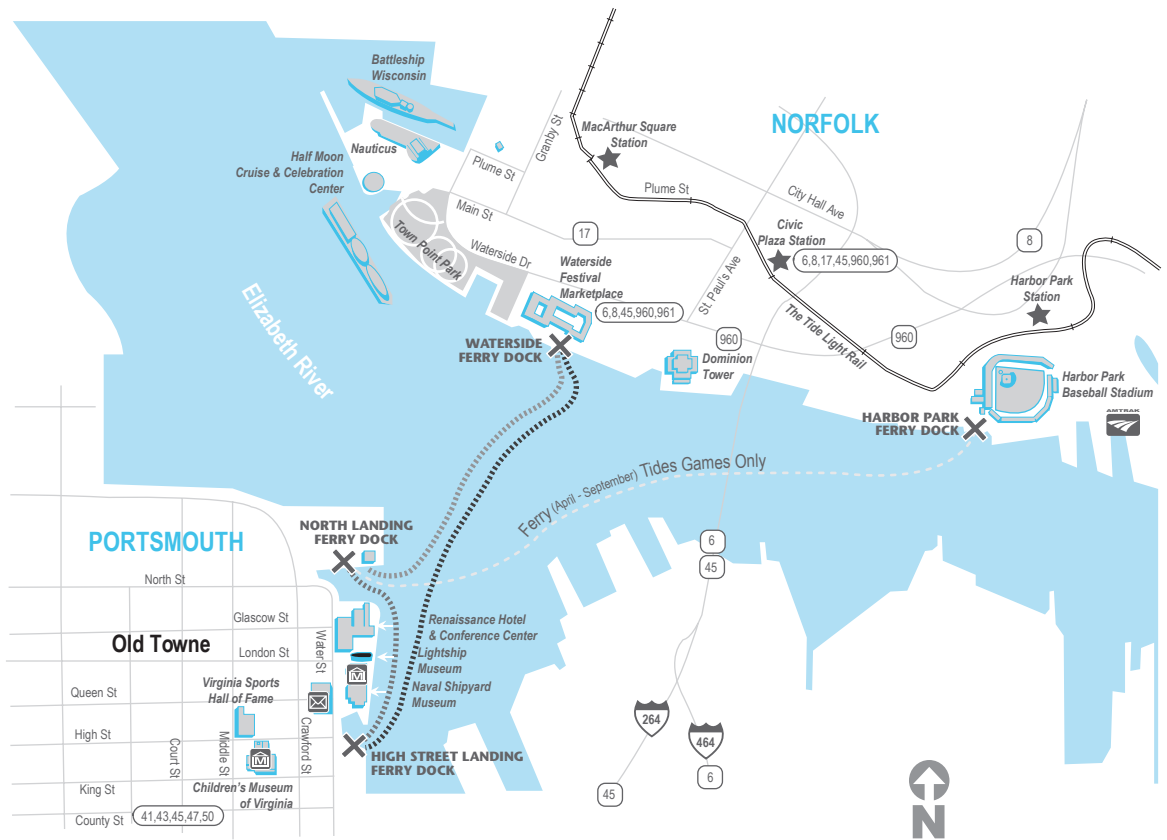 Battleship
Wisconsin
NORFOLK
MacArthur Square
Station
Granby St
Nauticus
Half Moon
Cruise & Celebration
Center
Plume St
Plume St
City Hall Ave
Main St
Town Point Park
17
Civic
Plaza Station
8
Waterside Dr
Waterside
Festival
Marketplace
6,8,17,45,960,961
St. Paul's Ave
Harbor Park
Station
Elizabeth River
6,8,45,960,961
The Tide Light Rail
960
960
WATERSIDE
FERRY DOCK
Dominion
Tower
Harbor Park
Baseball Stadium
HARBOR PARK
FERRY DOCK
AMTRAK
Ferry (April - September) Tides Games Only
NORTH LANDING
FERRY DOCK
PORTSMOUTH
6
45
North St
Glascow St
Renaissance Hotel
& Conference Center
Old Towne
Water St
London St
Lightship
Museum
M
Virginia Sports
Hall of Fame
Queen St
Naval Shipyard
Museum
264
464
High St
Court St
Middle St
Crawford St
M
HIGH STREET LANDING
FERRY DOCK
6
King St
Children's Museum
of Virginia
45
County St
41,43,45,47,50
N